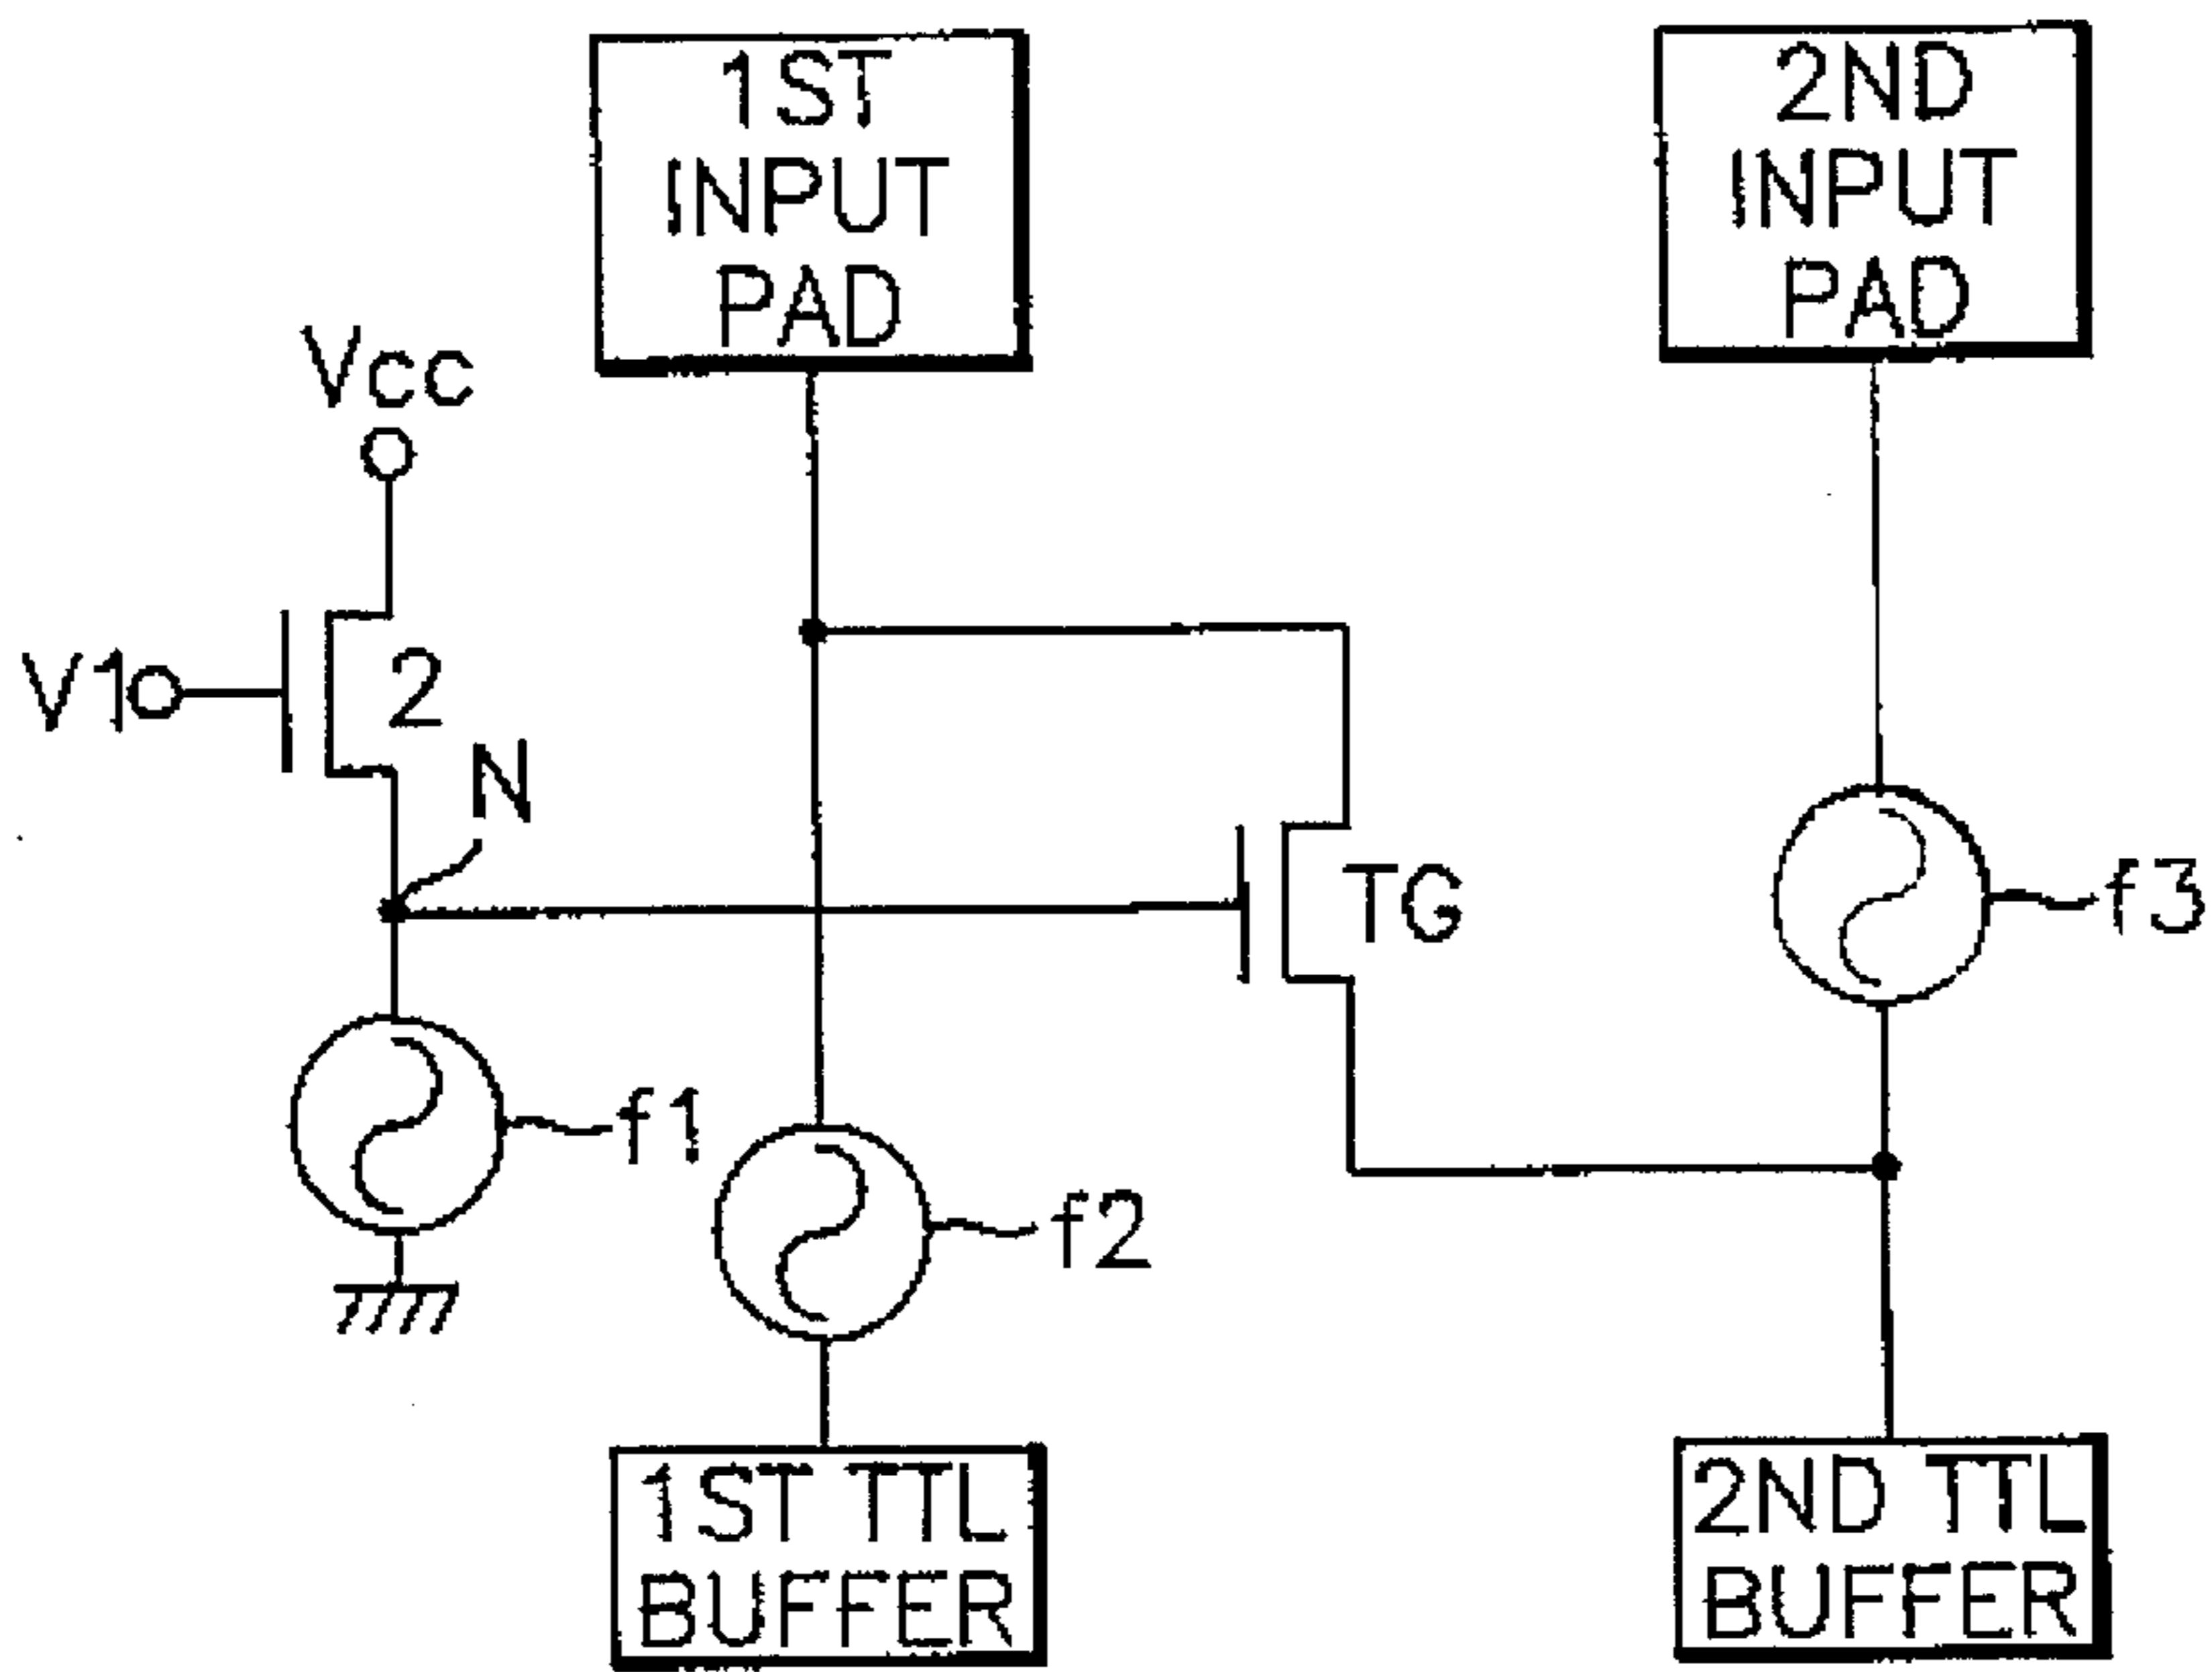 1ST
INPUT
PAD
2ND
INPUT
PAD
Vcc
V1
2
N
TG
f3
f1
f2
1ST TTL
BUFFER
2ND TTL
BUFFER